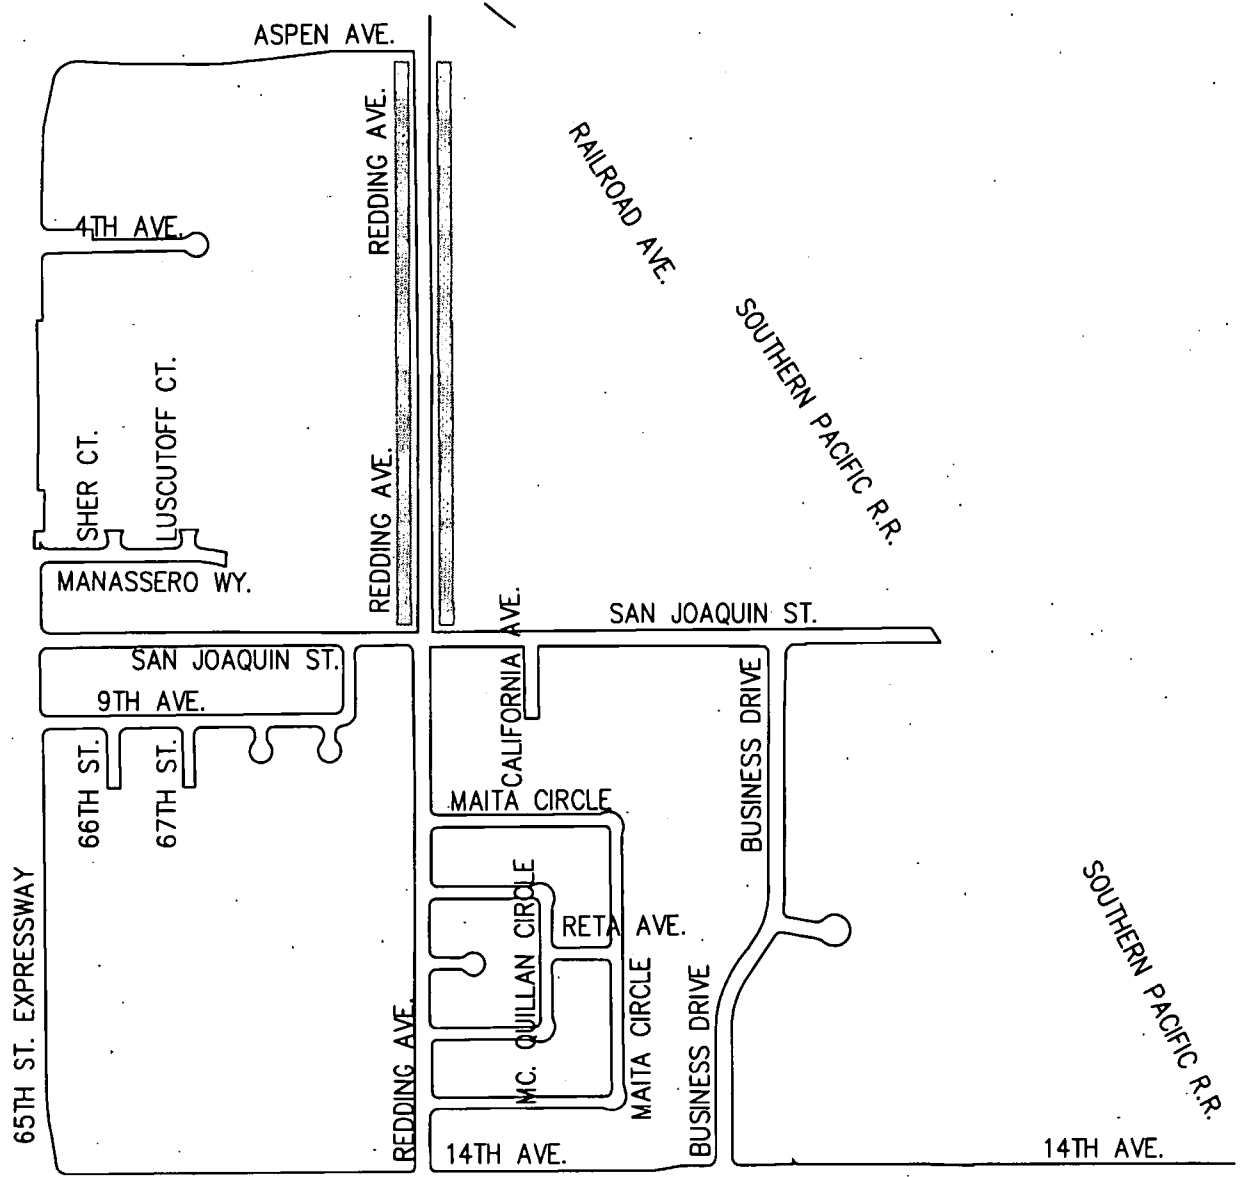 ASPEN AVE.
REDDING AVE.
RAILROAD AVE.
4TH AVE.
SOUTHERN PACIFIC R.R.
LUSCUTOFF CT.
SHER CT.
REDDING AVE.
MANASSERO WY.
SAN JOAQUIN ST.
CALIFORNIA AVE.
SAN JOAQUIN ST.
9TH AVE.
BUSINESS DRIVE
66TH ST.
67TH ST.
MAITA CIRCLE
MC. QUILLAN CIRCLE
RETA AVE.
SOUTHERN PACIFIC R.R.
65TH ST. EXPRESSWAY
REDDING AVE.
MAITA CIRCLE
BUSINESS DRIVE
14TH AVE.
14TH AVE.